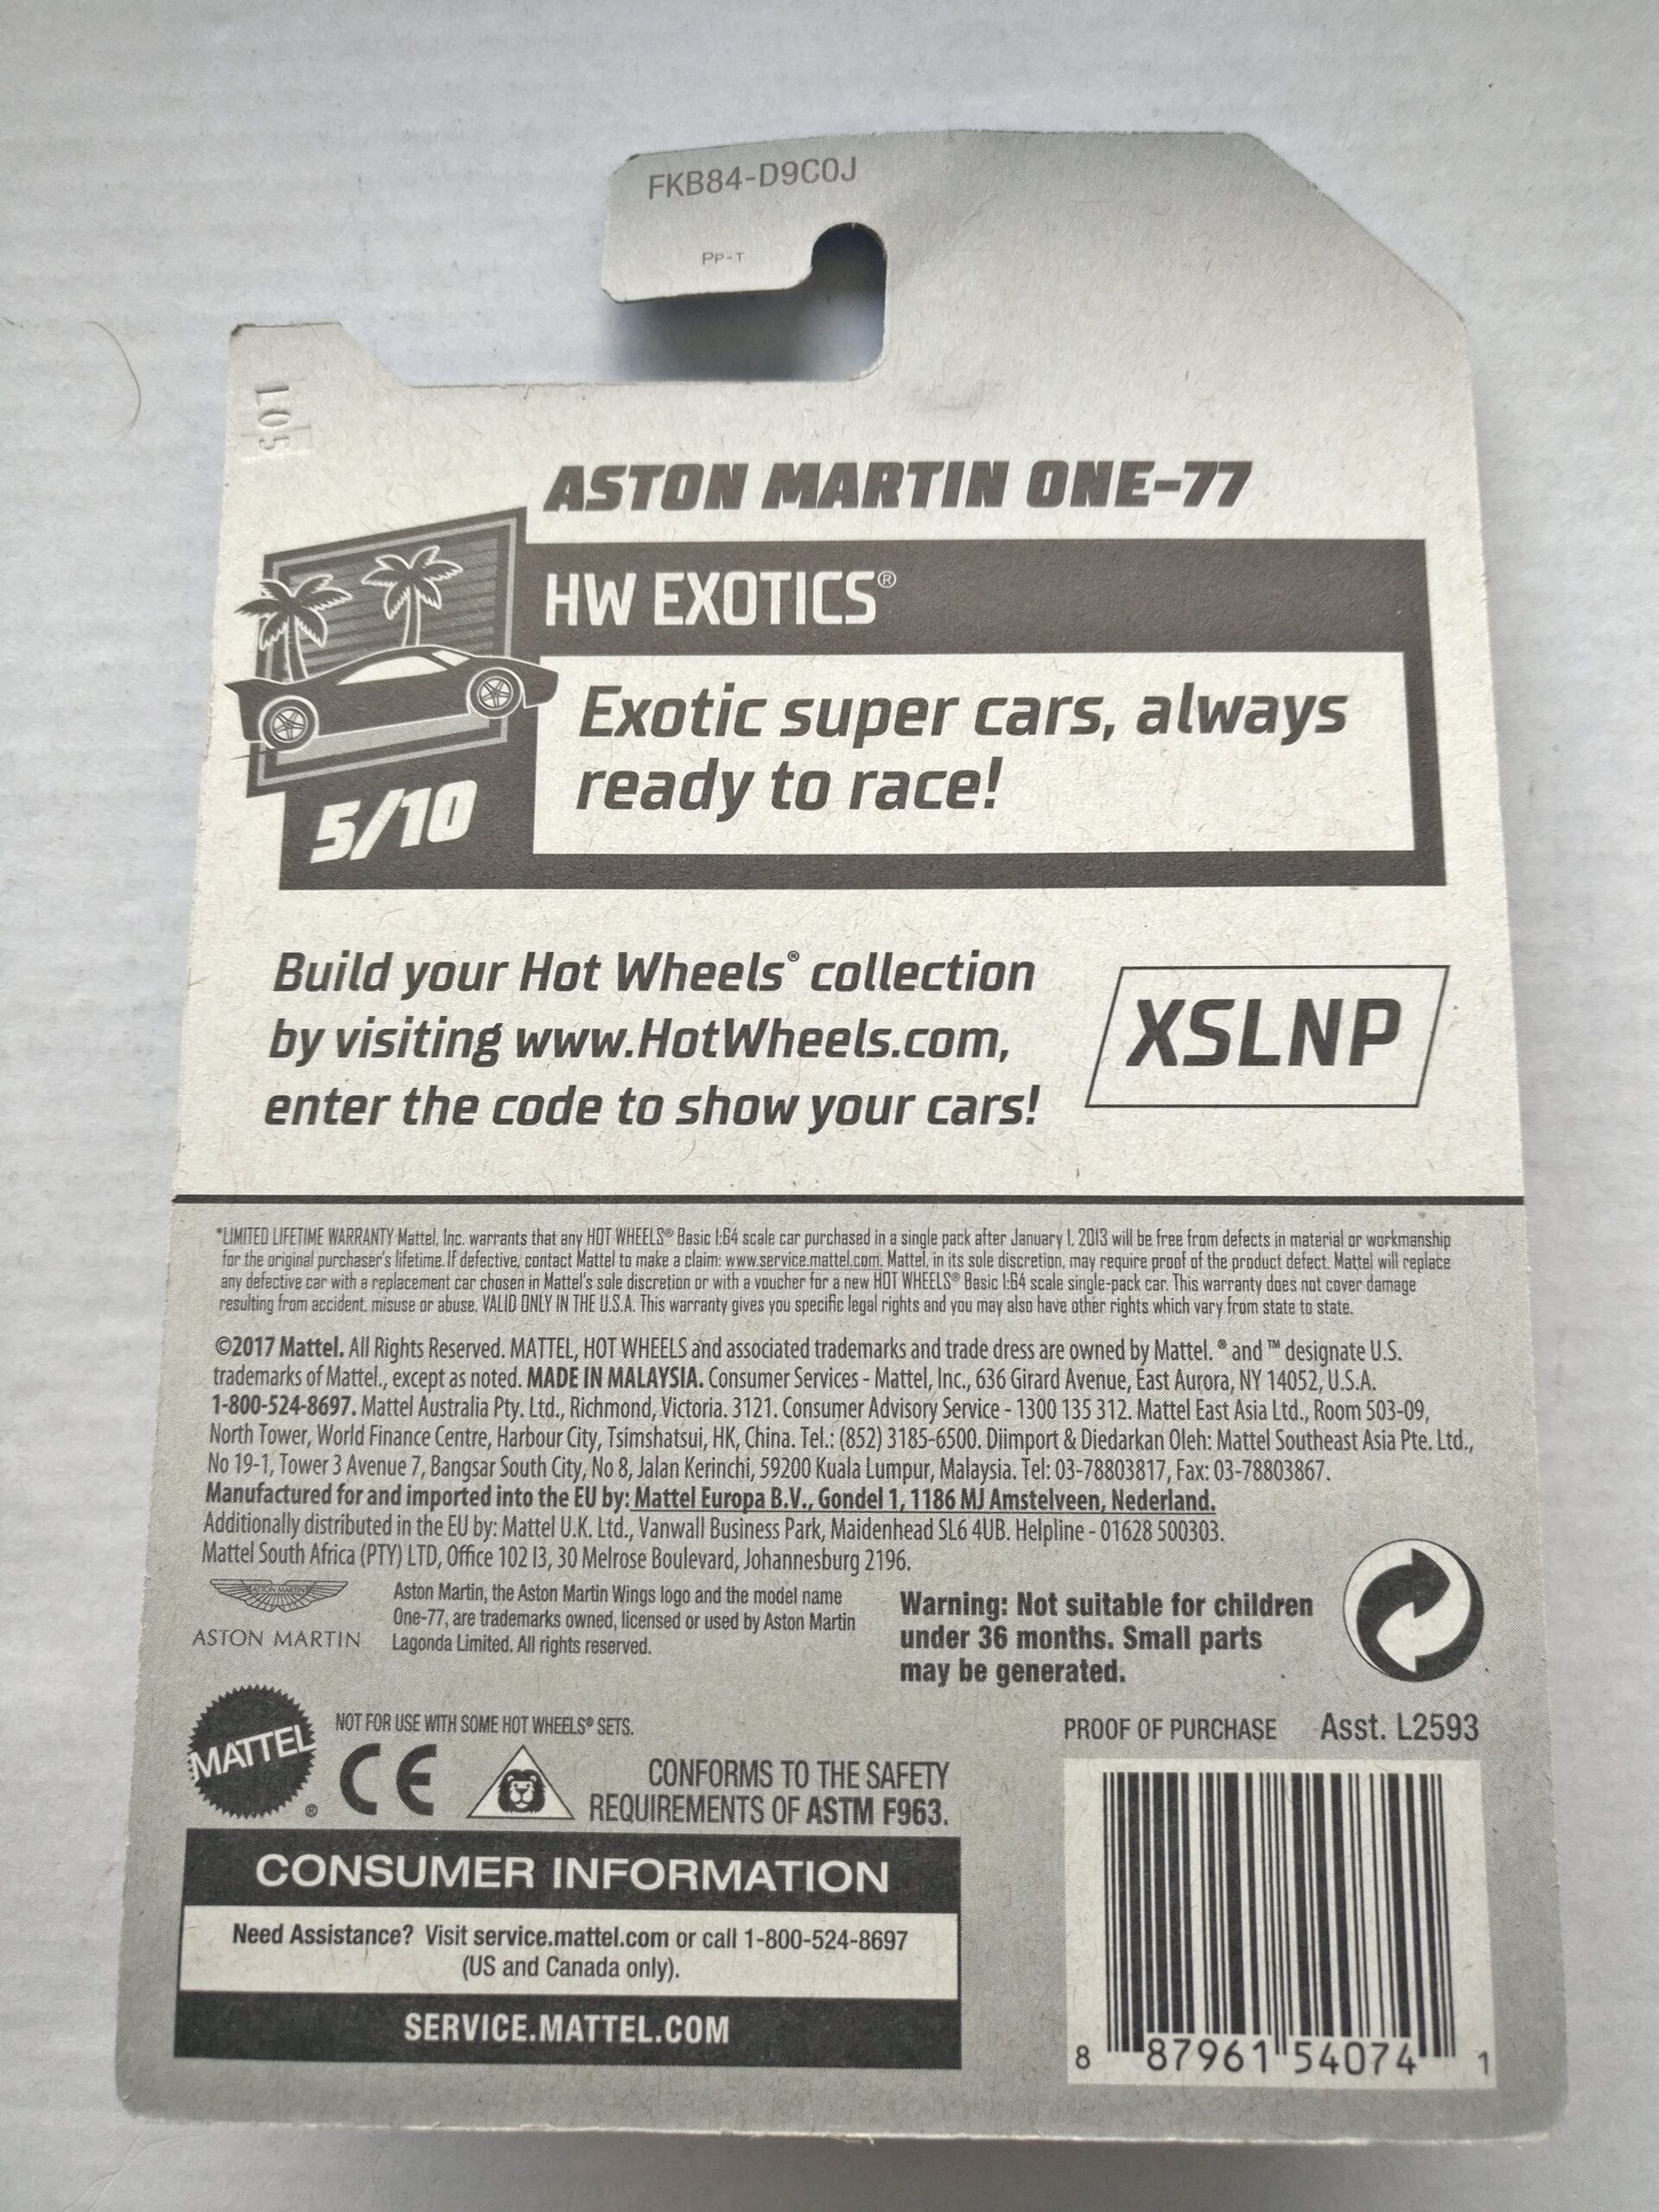 FKB84-D9C0J
PP-T
L05
ASTON MARTIN ONE-77
HW EXOTICS®
Exotic super cars, always
ready to race!
5/10
Build your Hot Wheels® collection
by visiting www.HotWheels.com,
enter the code to show your cars!
XSLNP
*LIMITED LIFETIME WARRANTY Mattel, Inc. warrants that any HOT WHEELS® Basic 1:64 scale car purchased in a single pack after January 1, 2013 will be free from defects in material or workmanship
for the original purchaser's lifetime. If defective, contact Mattel to make a claim: www.service.mattel.com. Mattel, in its sole discretion, may require proof of the product defect. Mattel will replace
any defective car with a replacement car chosen in Mattel's sole discretion or with a voucher for a new HOT WHEELS® Basic 1:64 scale single-pack car. This warranty does not cover damage
resulting from accident, misuse or abuse. VALID ONLY IN THE U.S.A. This warranty gives you specific legal rights and you may also have other rights which vary from state to state.
©2017 Mattel. All Rights Reserved. MATTEL, HOT WHEELS and associated trademarks and trade dress are owned by Mattel. ® and ™ designate U.S.
trademarks of Mattel., except as noted. MADE IN MALAYSIA. Consumer Services - Mattel, Inc., 636 Girard Avenue, East Aurora, NY 14052, U.S.A.
1-800-524-8697. Mattel Australia Pty. Ltd., Richmond, Victoria. 3121. Consumer Advisory Service - 1300 135 312. Mattel East Asia Ltd., Room 503-09,
North Tower, World Finance Centre, Harbour City, Tsimshatsui, HK, China. Tel.: (852) 3185-6500. Diimport & Diedarkan Oleh: Mattel Southeast Asia Pte. Ltd.,
No 19-1, Tower 3 Avenue 7, Bangsar South City, No 8, Jalan Kerinchi, 59200 Kuala Lumpur, Malaysia. Tel: 03-78803817, Fax: 03-78803867.
Manufactured for and imported into the EU by: Mattel Europa B.V., Gondel 1, 1186 MJ Amstelveen, Nederland.
Additionally distributed in the EU by: Mattel U.K. Ltd., Vanwall Business Park, Maidenhead SL6 4UB. Helpline - 01628 500303.
Mattel South Africa (PTY) LTD, Office 102 I3, 30 Melrose Boulevard, Johannesburg 2196.
ASTON MARTIN
ASTON MARTIN
Aston Martin, the Aston Martin Wings logo and the model name
One-77, are trademarks owned, licensed or used by Aston Martin
Lagonda Limited. All rights reserved.
Warning: Not suitable for children
under 36 months. Small parts
may be generated.
MATTEL®
NOT FOR USE WITH SOME HOT WHEELS® SETS.
CE
CONFORMS TO THE SAFETY
REQUIREMENTS OF ASTM F963.
PROOF OF PURCHASE Asst. L2593
CONSUMER INFORMATION
Need Assistance? Visit service.mattel.com or call 1-800-524-8697
(US and Canada only).
SERVICE.MATTEL.COM
8 87961 54074 1